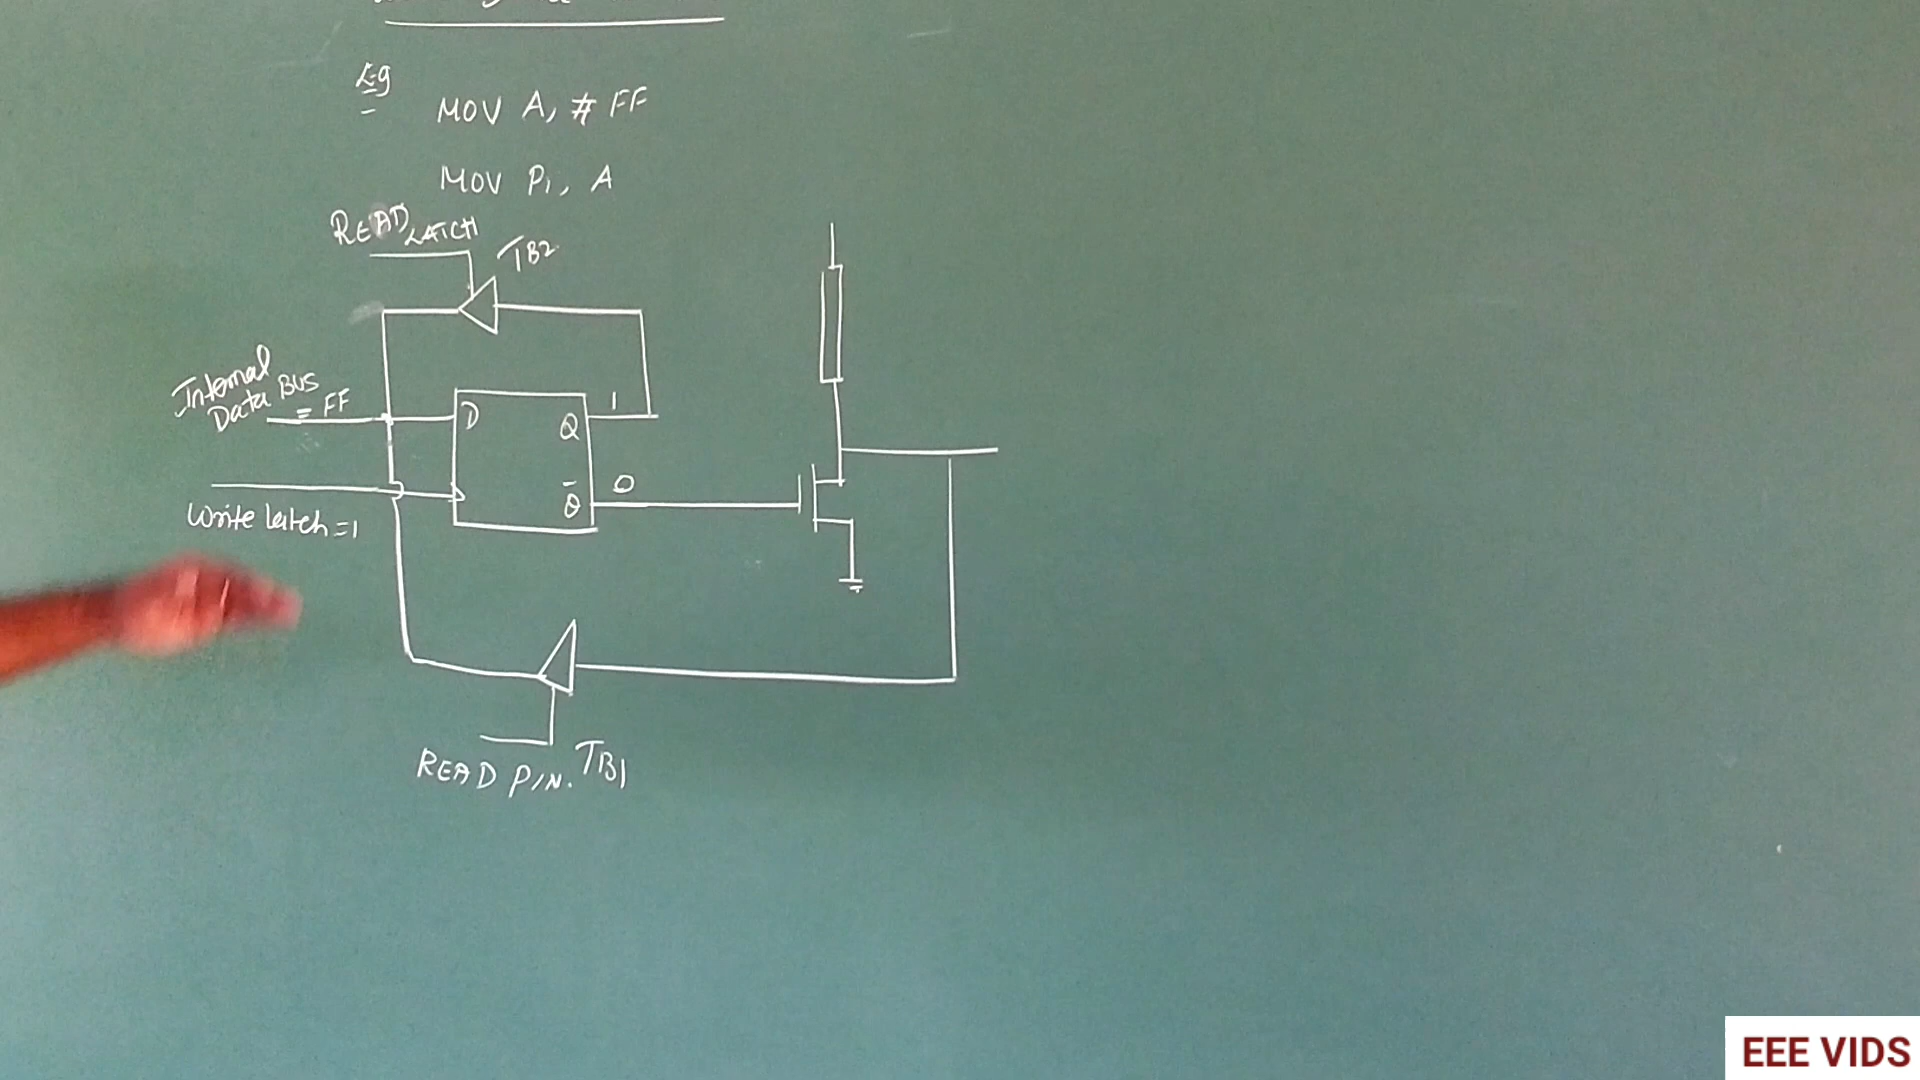 Eg
MOV A, # FF
MOV P1, A
READ LATCH
TB2
Internal
Data BUS
= FF
D
Q
1
Q̅
0
Write latch = 1
READ PIN.
TB1
EEE VIDS